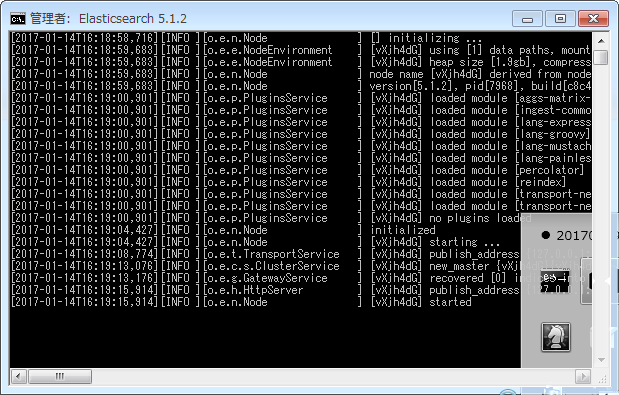 管理者: Elasticsearch 5.1.2
[2017-01-14T16:18:58,716][INFO ][o.e.n.Node ] [] initializing ...
[2017-01-14T16:18:59,683][INFO ][o.e.e.NodeEnvironment ] [vXjh4dG] using [1] data paths, mount
[2017-01-14T16:18:59,683][INFO ][o.e.e.NodeEnvironment ] [vXjh4dG] heap size [1.9gb], compress
[2017-01-14T16:18:59,683][INFO ][o.e.n.Node ] node name [vXjh4dG] derived from node
[2017-01-14T16:18:59,683][INFO ][o.e.n.Node ] version[5.1.2], pid[7968], build[c8c4
[2017-01-14T16:19:00,901][INFO ][o.e.p.PluginsService ] [vXjh4dG] loaded module [aggs-matrix-
[2017-01-14T16:19:00,901][INFO ][o.e.p.PluginsService ] [vXjh4dG] loaded module [ingest-commo
[2017-01-14T16:19:00,901][INFO ][o.e.p.PluginsService ] [vXjh4dG] loaded module [lang-express
[2017-01-14T16:19:00,901][INFO ][o.e.p.PluginsService ] [vXjh4dG] loaded module [lang-groovy]
[2017-01-14T16:19:00,901][INFO ][o.e.p.PluginsService ] [vXjh4dG] loaded module [lang-mustach
[2017-01-14T16:19:00,901][INFO ][o.e.p.PluginsService ] [vXjh4dG] loaded module [lang-painles
[2017-01-14T16:19:00,901][INFO ][o.e.p.PluginsService ] [vXjh4dG] loaded module [percolator]
[2017-01-14T16:19:00,901][INFO ][o.e.p.PluginsService ] [vXjh4dG] loaded module [reindex]
[2017-01-14T16:19:00,901][INFO ][o.e.p.PluginsService ] [vXjh4dG] loaded module [transport-ne
[2017-01-14T16:19:00,901][INFO ][o.e.p.PluginsService ] [vXjh4dG] loaded module [transport-ne
[2017-01-14T16:19:00,901][INFO ][o.e.p.PluginsService ] [vXjh4dG] no plugins loaded
[2017-01-14T16:19:04,427][INFO ][o.e.n.Node ] initialized
[2017-01-14T16:19:04,427][INFO ][o.e.n.Node ] [vXjh4dG] starting ...
[2017-01-14T16:19:08,774][INFO ][o.e.t.TransportService ] [vXjh4dG] publish_address
[2017-01-14T16:19:13,076][INFO ][o.e.c.s.ClusterService ] [vXjh4dG] new_master
[2017-01-14T16:19:13,176][INFO ][o.e.g.GatewayService ] [vXjh4dG] recovered [0]
[2017-01-14T16:19:15,914][INFO ][o.e.h.HttpServer ] [vXjh4dG] publish_address
[2017-01-14T16:19:15,914][INFO ][o.e.n.Node ] [vXjh4dG] started